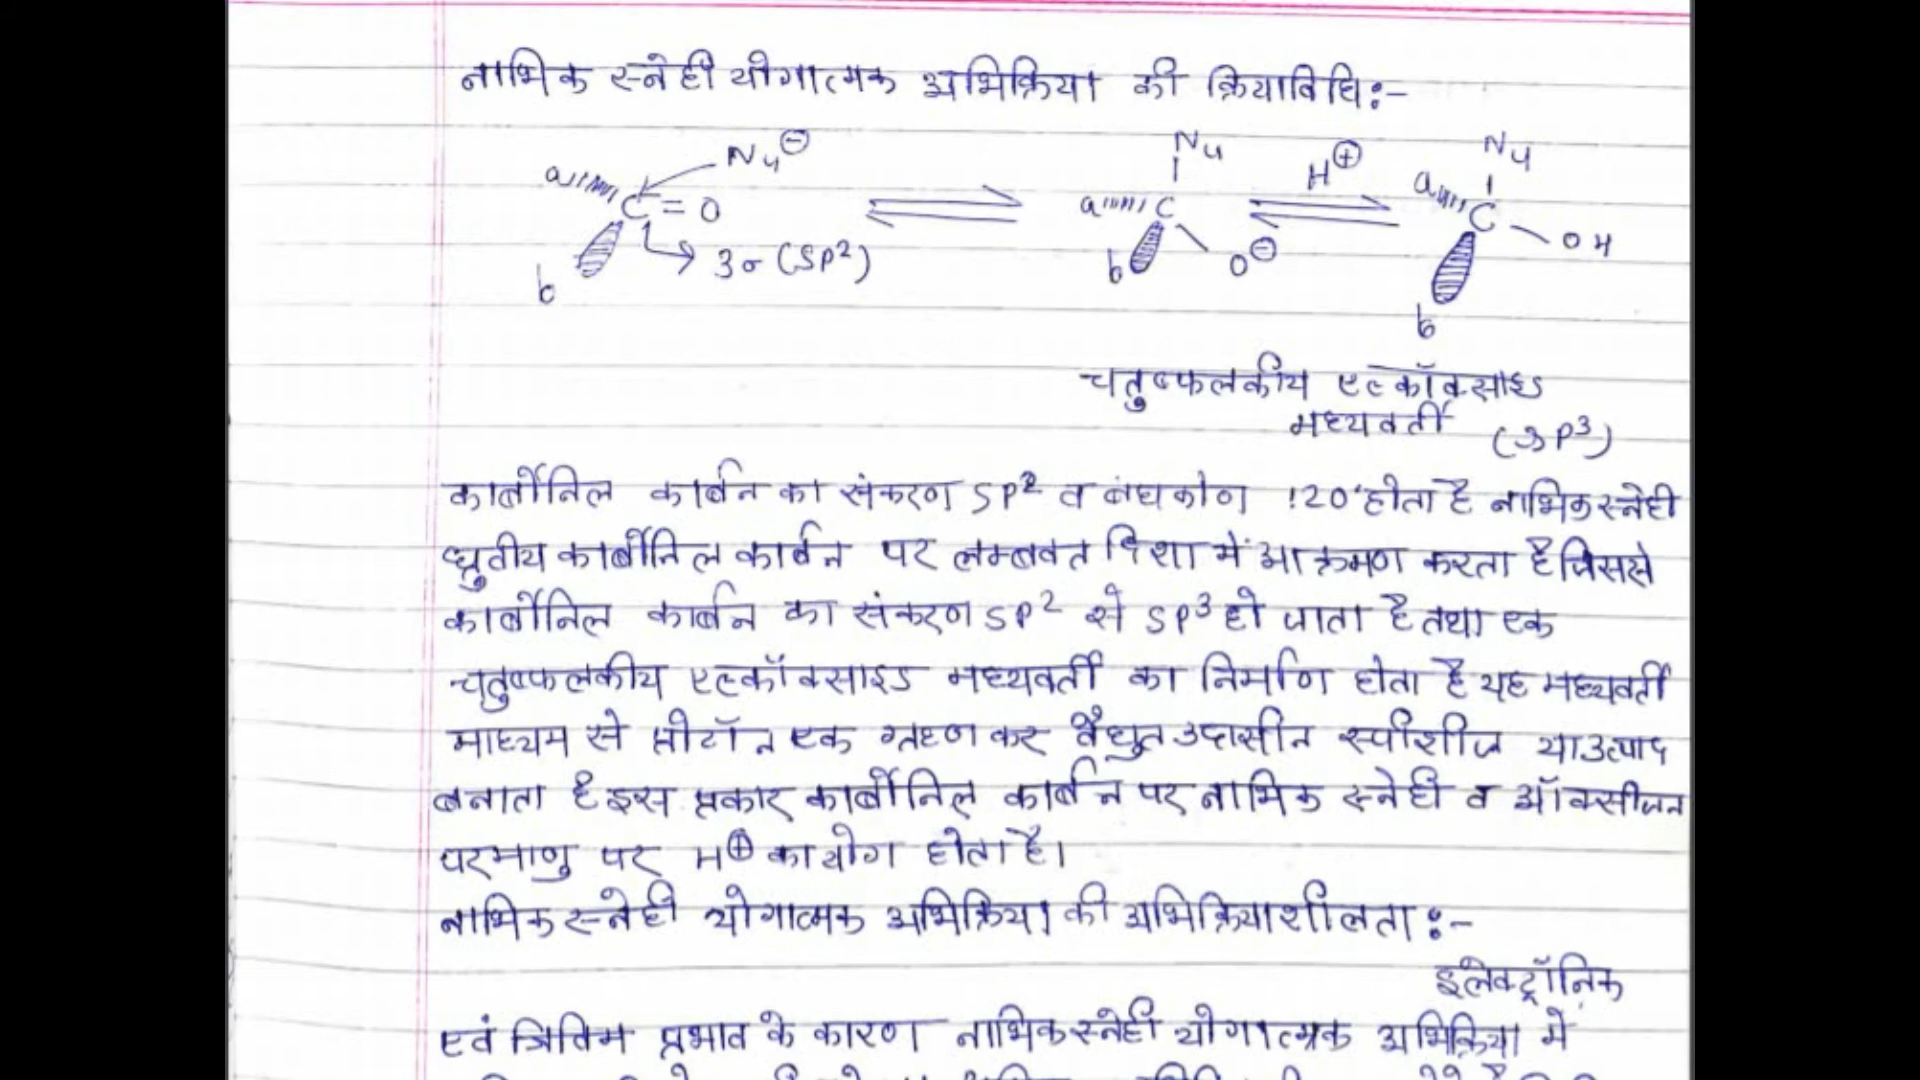 नाभिक स्नेही योगात्मक अभिक्रिया की क्रियाविधि:-
Nu⊖ Nu H⊕ Nu
a C = O a C a C
b 3σ (SP²) b O⊖ OH
b
चतुष्फलकीय एल्कॉक्साइड
मध्यवर्ती (SP³)
कार्बोनिल कार्बन का संकरण SP² व बंधकोण 120° होता है नाभिकस्नेही
ध्रुवीय कार्बोनिल कार्बन पर लम्बवत दिशा में आक्रमण करता है जिससे
कार्बोनिल कार्बन का संकरण SP² से SP³ हो जाता है तथा एक
चतुष्फलकीय एल्कॉक्साइड मध्यवर्ती का निर्माण होता है यह मध्यवर्ती
माध्यम से प्रोटॉन एक ग्रहण कर वैधुत उदासीन स्पीशीज या उत्पाद
बनाता है इस प्रकार कार्बोनिल कार्बन पर नाभिक स्नेही व ऑक्सीजन
परमाणु पर H⊕ का योग होता है।
नाभिकस्नेही योगात्मक अभिक्रिया की अभिक्रियाशीलता:-
इलेक्ट्रॉनिक
एवं त्रिविम प्रभाव के कारण नाभिकस्नेही योगात्मक अभिक्रिया में